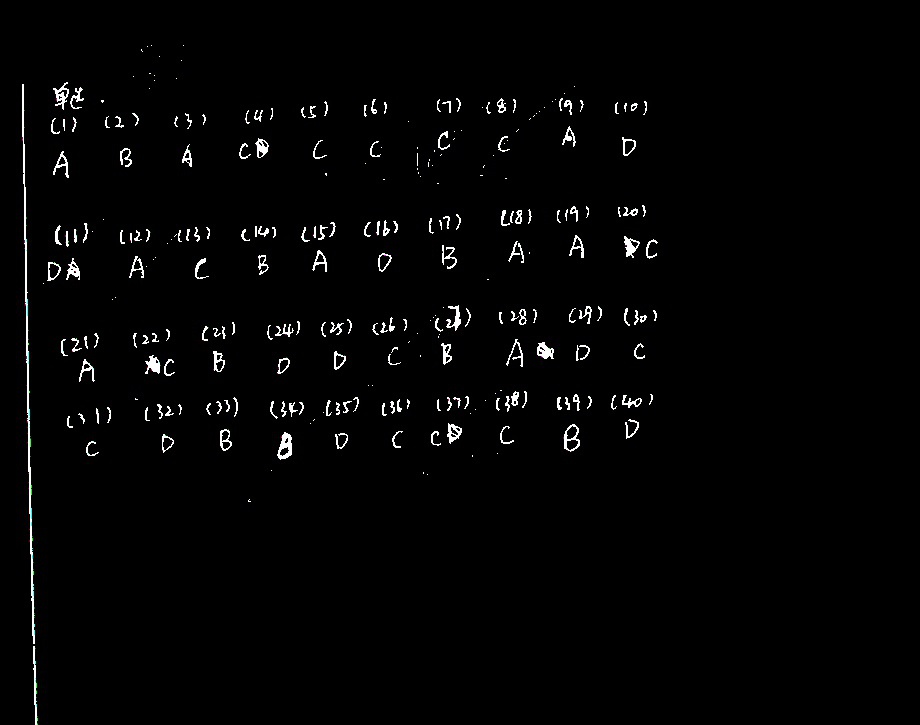 单选.
(1) (2) (3) (4) (5) (6) (7) (8) (9) (10)
A B A C C C C C A D
(11) (12) (13) (14) (15) (16) (17) (18) (19) (20)
D A C B A D B A A C
(21) (22) (23) (24) (25) (26) (27) (28) (29) (30)
A C B D D C B A D C
(31) (32) (33) (34) (35) (36) (37) (38) (39) (40)
C D B B D C C C B D